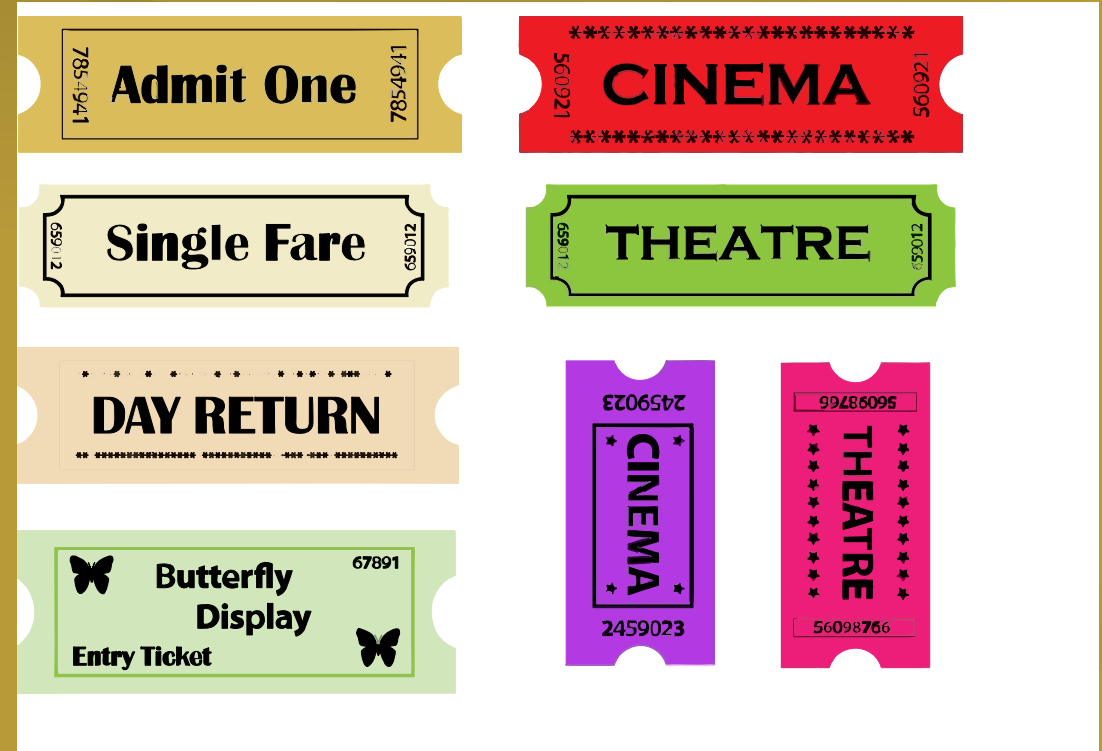 7854941
Admit One
7854941
560921
CINEMA
560921
659012
Single Fare
659012
659012
THEATRE
659012
DAY RETURN
2459023
CINEMA
2459023
56098766
THEATRE
56098766
67891
Butterfly
Display
Entry Ticket